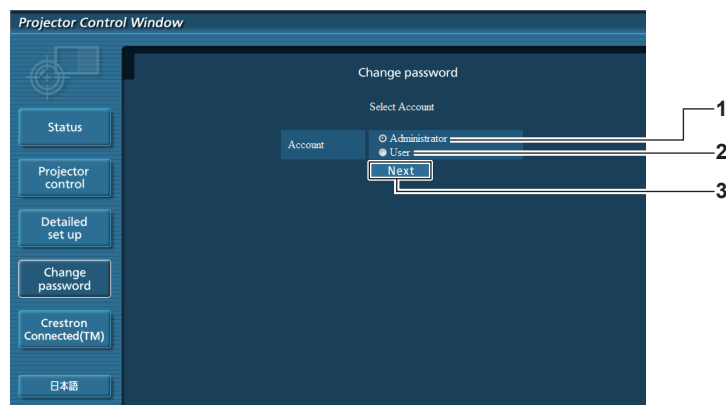 Projector Control Window
Change password
Select Account
Account
Administrator
User
Next
Status
Projector
control
Detailed
set up
Change
password
Crestron
Connected(TM)
日本語
1
2
3